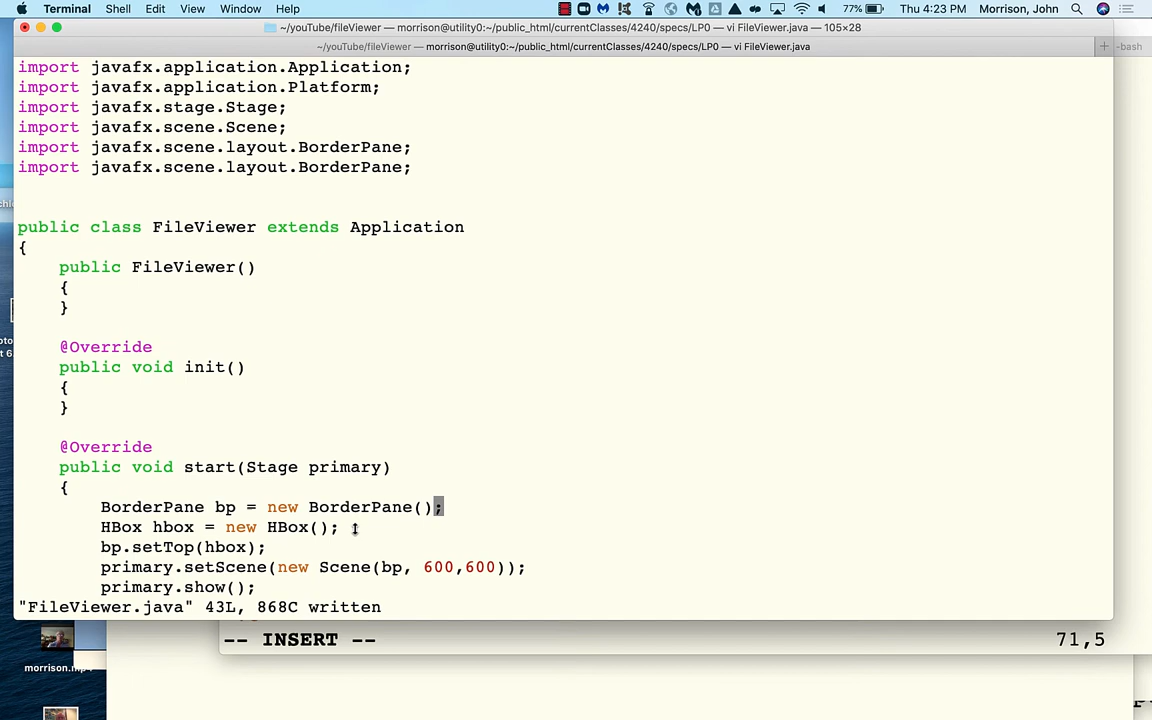 Terminal Shell Edit View Window Help 77% Thu 4:23 PM Morrison, John
~/youTube/fileViewer — morrison@utility0:~/public_html/currentClasses/4240/specs/LP0 — vi FileViewer.java — 105×28
~/youTube/fileViewer — morrison@utility0:~/public_html/currentClasses/4240/specs/LP0 — vi FileViewer.java + -bash
import javafx.application.Application;
import javafx.application.Platform;
import javafx.stage.Stage;
import javafx.scene.Scene;
import javafx.scene.layout.BorderPane;
import javafx.scene.layout.BorderPane;
public class FileViewer extends Application
{
    public FileViewer()
    {
    }
    @Override
    public void init()
    {
    }
    @Override
    public void start(Stage primary)
    {
        BorderPane bp = new BorderPane();
        HBox hbox = new HBox();
        bp.setTop(hbox);
        primary.setScene(new Scene(bp, 600,600));
        primary.show();
"FileViewer.java" 43L, 868C written
-- INSERT -- 71,5